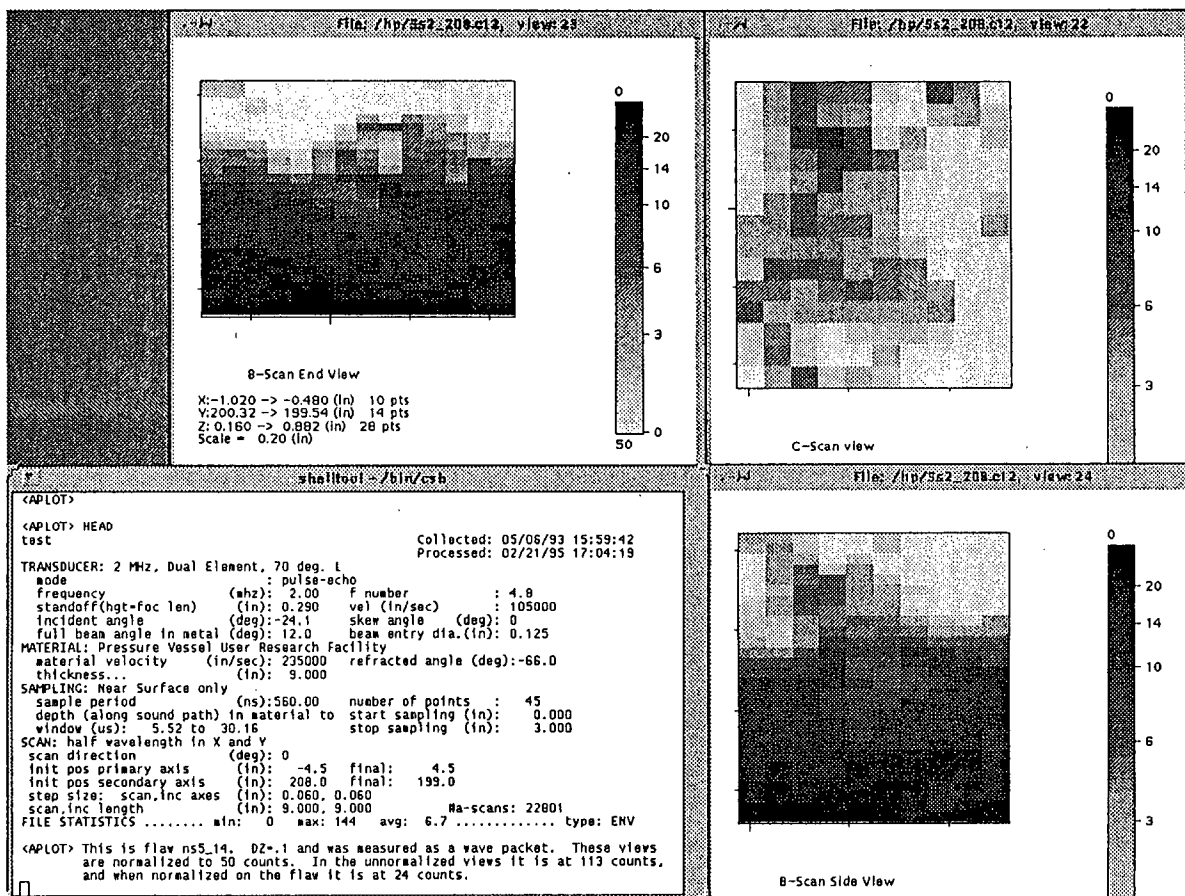 File: /hp/5s2_208.c12, view: 23
0
20
14
10
6
3
0
50
B-Scan End View
X:-1.020 -> -0.480 (in) 10 pts
Y:200.32 -> 199.54 (in) 14 pts
Z: 0.160 -> 0.882 (in) 28 pts
Scale = 0.20 (in)
File: /hp/5s2_208.c12, view: 22
0
20
14
10
6
3
C-Scan view
shelltool - /bin/csh
<APLOT>
<APLOT> HEAD
test Collected: 05/06/93 15:59:42
Processed: 02/21/95 17:04:19
TRANSDUCER: 2 MHz, Dual Element, 70 deg. L
mode : pulse-echo
frequency (mhz): 2.00 f number : 4.8
standoff(hgt-foc len) (in): 0.290 vel (in/sec) : 105000
incident angle (deg):-24.1 skew angle (deg): 0
full beam angle in metal (deg): 12.0 beam entry dia.(in): 0.125
MATERIAL: Pressure Vessel User Research Facility
material velocity (in/sec): 235000 refracted angle (deg):-66.0
thickness... (in): 9.000
SAMPLING: Near Surface only
sample period (ns):560.00 number of points : 45
depth (along sound path) in material to start sampling (in): 0.000
window (us): 5.52 to 30.16 stop sampling (in): 3.000
SCAN: half wavelength in X and Y
scan direction (deg): 0
init pos primary axis (in): -4.5 final: 4.5
init pos secondary axis (in): 208.0 final: 199.0
step size: scan,inc axes (in): 0.060, 0.060
scan,inc length (in): 9.000, 9.000 #a-scans: 22801
FILE STATISTICS ........ min: 0 max: 144 avg: 6.7 ............. type: ENV
<APLOT> This is flaw ns5_14. DZ=.1 and was measured as a wave packet. These views
are normalized to 50 counts. In the unnormalized views it is at 113 counts,
and when normalized on the flaw it is at 24 counts.
File: /hp/5s2_208.c12, view: 24
0
20
14
10
6
3
B-Scan Side View